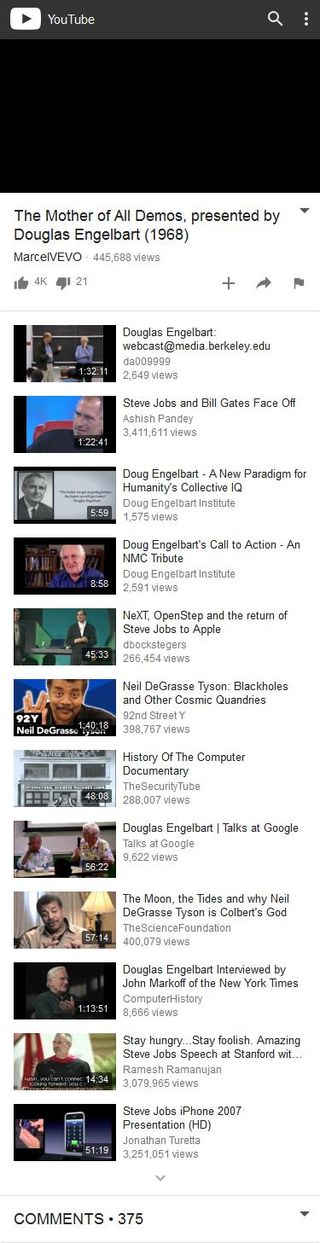 YouTube
The Mother of All Demos, presented by
Douglas Engelbart (1968)
MarcelVEVO · 445,688 views
4K 21
1:32:11
Douglas Engelbart:
webcast@media.berkeley.edu
da009999
2,649 views
1:22:41
Steve Jobs and Bill Gates Face Off
Ashish Pandey
3,411,611 views
5:59
Doug Engelbart - A New Paradigm for
Humanity's Collective IQ
Doug Engelbart Institute
1,575 views
8:58
Doug Engelbart's Call to Action - An
NMC Tribute
Doug Engelbart Institute
2,591 views
45:33
NeXT, OpenStep and the return of
Steve Jobs to Apple
dbockstegers
266,454 views
92Y
Neil DeGrasse Tyson
1:40:18
Neil DeGrasse Tyson: Blackholes
and Other Cosmic Quandries
92nd Street Y
398,767 views
48:08
History Of The Computer
Documentary
TheSecurityTube
288,007 views
56:22
Douglas Engelbart | Talks at Google
Talks at Google
9,622 views
57:14
The Moon, the Tides and why Neil
DeGrasse Tyson is Colbert's God
TheScienceFoundation
400,079 views
1:13:51
Douglas Engelbart Interviewed by
John Markoff of the New York Times
ComputerHistory
8,666 views
14:34
Stay hungry...Stay foolish. Amazing
Steve Jobs Speech at Stanford wit...
Ramesh Ramanujan
3,079,965 views
51:19
Steve Jobs iPhone 2007
Presentation (HD)
Jonathan Turetta
3,251,051 views
COMMENTS • 375